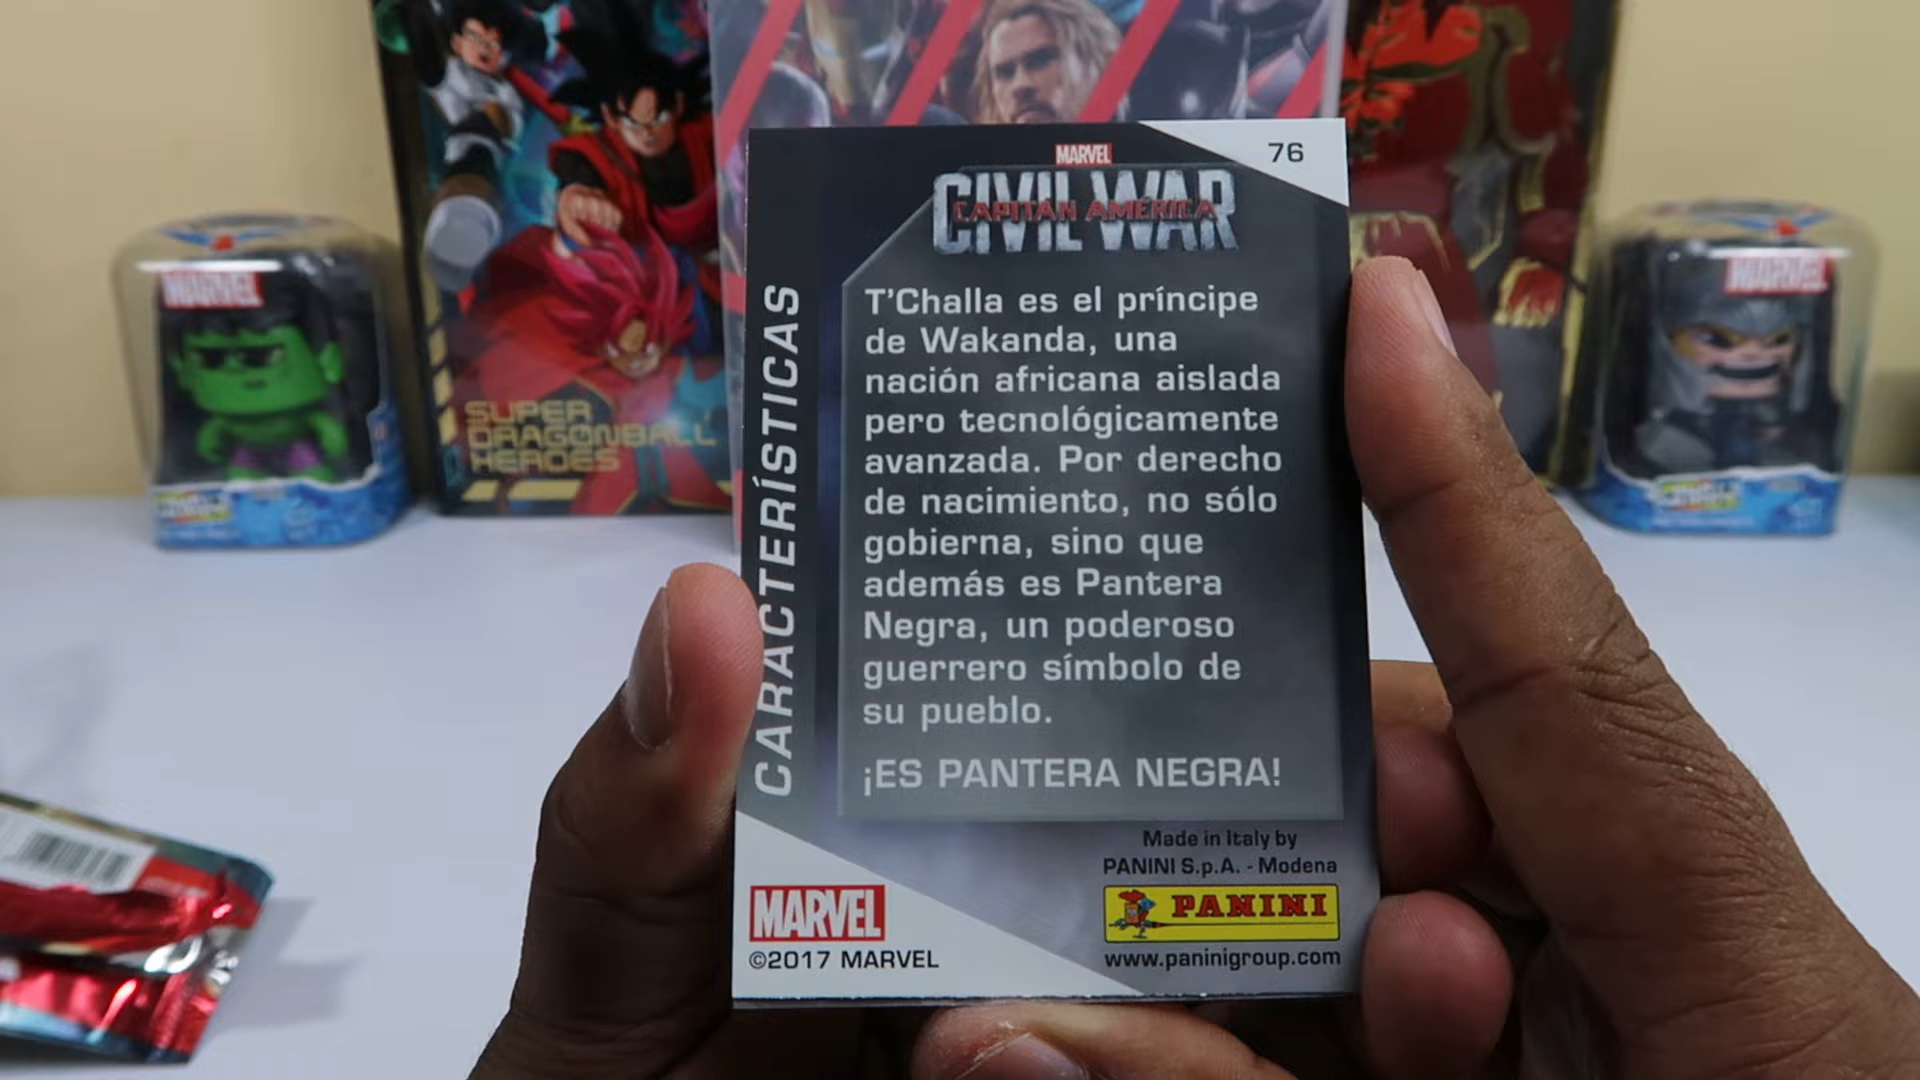 MARVEL
76
CIVIL WAR
CAPITÁN AMÉRICA
CARACTERÍSTICAS
T'Challa es el príncipe
de Wakanda, una
nación africana aislada
pero tecnológicamente
avanzada. Por derecho
de nacimiento, no sólo
gobierna, sino que
además es Pantera
Negra, un poderoso
guerrero símbolo de
su pueblo.
¡ES PANTERA NEGRA!
Made in Italy by
PANINI S.p.A. - Modena
MARVEL
PANINI
©2017 MARVEL
www.paninigroup.com
MARVEL
SUPER
DRAGONBALL
HEROES
MARVEL